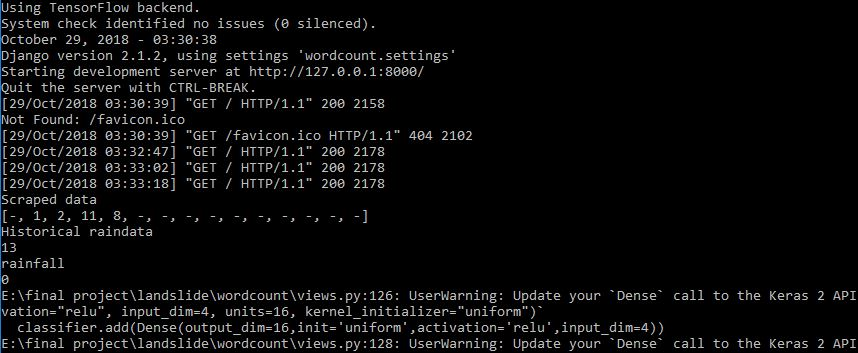 Using TensorFlow backend.
System check identified no issues (0 silenced).
October 29, 2018 - 03:30:38
Django version 2.1.2, using settings 'wordcount.settings'
Starting development server at http://127.0.0.1:8000/
Quit the server with CTRL-BREAK.
[29/Oct/2018 03:30:39] "GET / HTTP/1.1" 200 2158
Not Found: /favicon.ico
[29/Oct/2018 03:30:39] "GET /favicon.ico HTTP/1.1" 404 2102
[29/Oct/2018 03:32:47] "GET / HTTP/1.1" 200 2178
[29/Oct/2018 03:33:02] "GET / HTTP/1.1" 200 2178
[29/Oct/2018 03:33:18] "GET / HTTP/1.1" 200 2178
Scraped data
[-, 1, 2, 11, 8, -, -, -, -, -, -, -, -, -, -]
Historical raindata
13
rainfall
0
E:\final project\landslide\wordcount\views.py:126: UserWarning: Update your `Dense` call to the Keras 2 API
vation="relu", input_dim=4, units=16, kernel_initializer="uniform")`
  classifier.add(Dense(output_dim=16,init='uniform',activation='relu',input_dim=4))
E:\final project\landslide\wordcount\views.py:128: UserWarning: Update your `Dense` call to the Keras 2 API